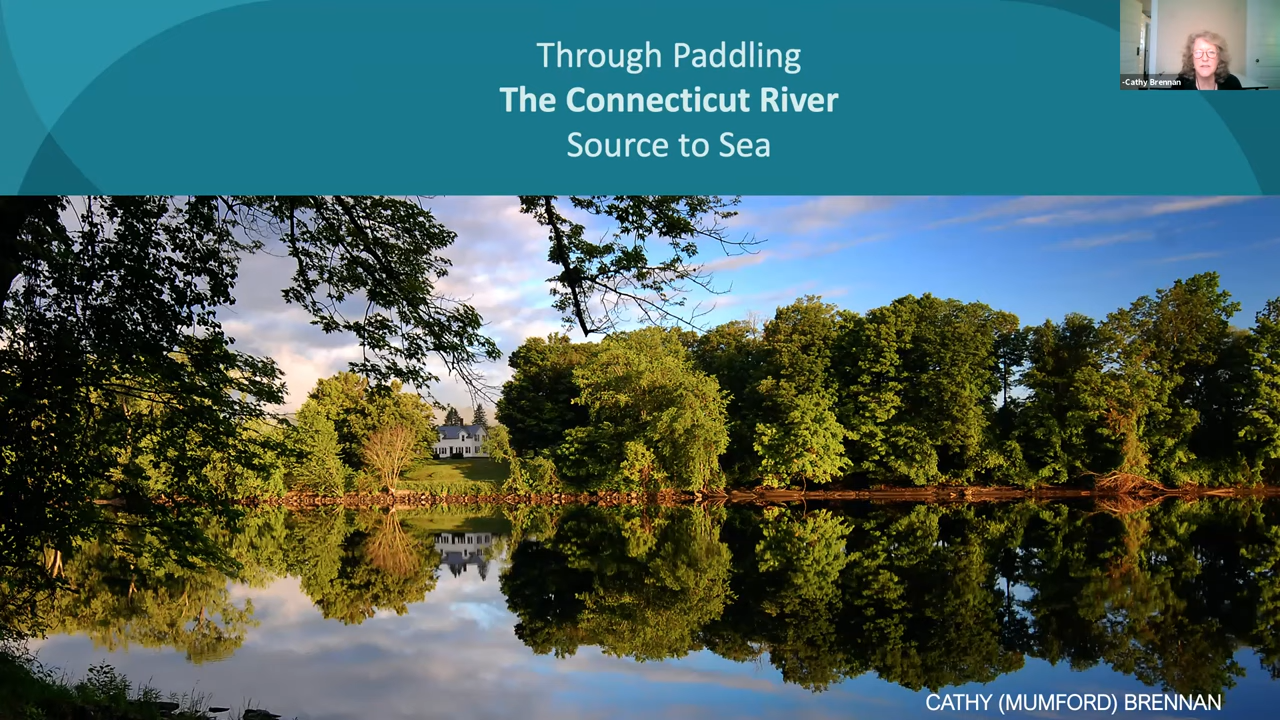 Through Paddling
The Connecticut River
Source to Sea
-Cathy Brennan
CATHY (MUMFORD) BRENNAN